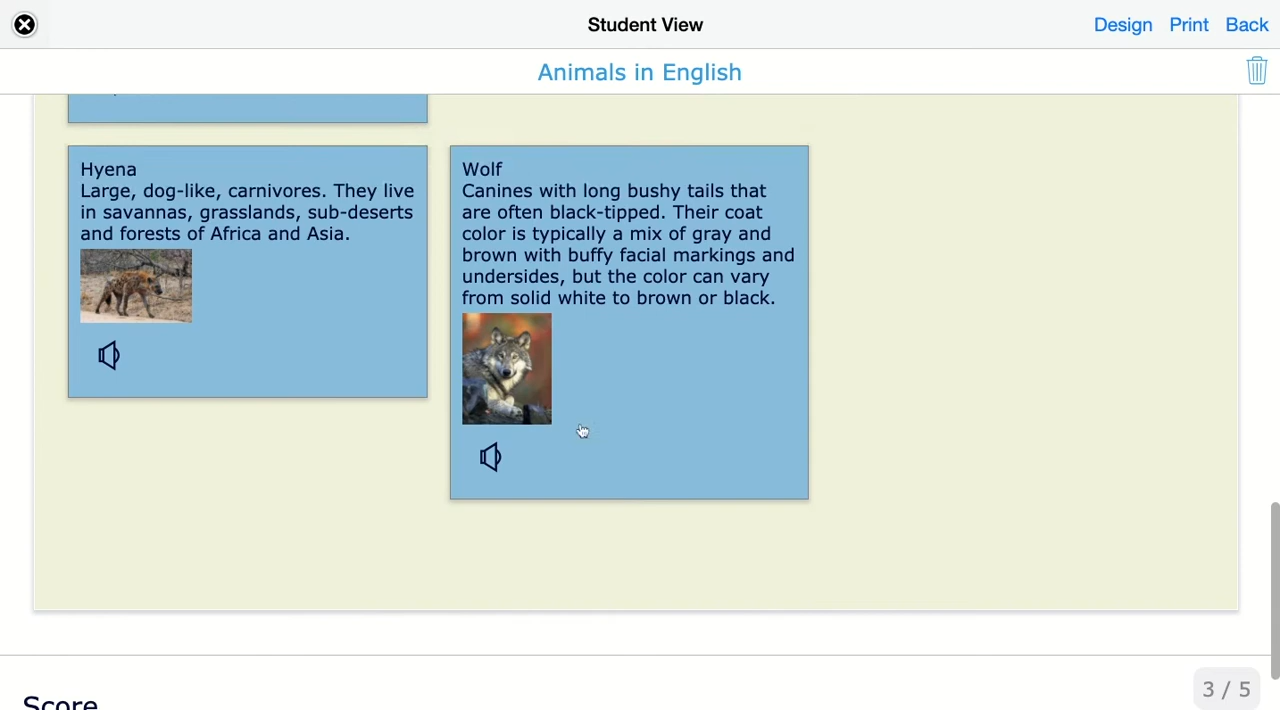 Student View
Design Print Back
Animals in English
Hyena
Large, dog-like, carnivores. They live
in savannas, grasslands, sub-deserts
and forests of Africa and Asia.
Wolf
Canines with long bushy tails that
are often black-tipped. Their coat
color is typically a mix of gray and
brown with buffy facial markings and
undersides, but the color can vary
from solid white to brown or black.
3 / 5
Score